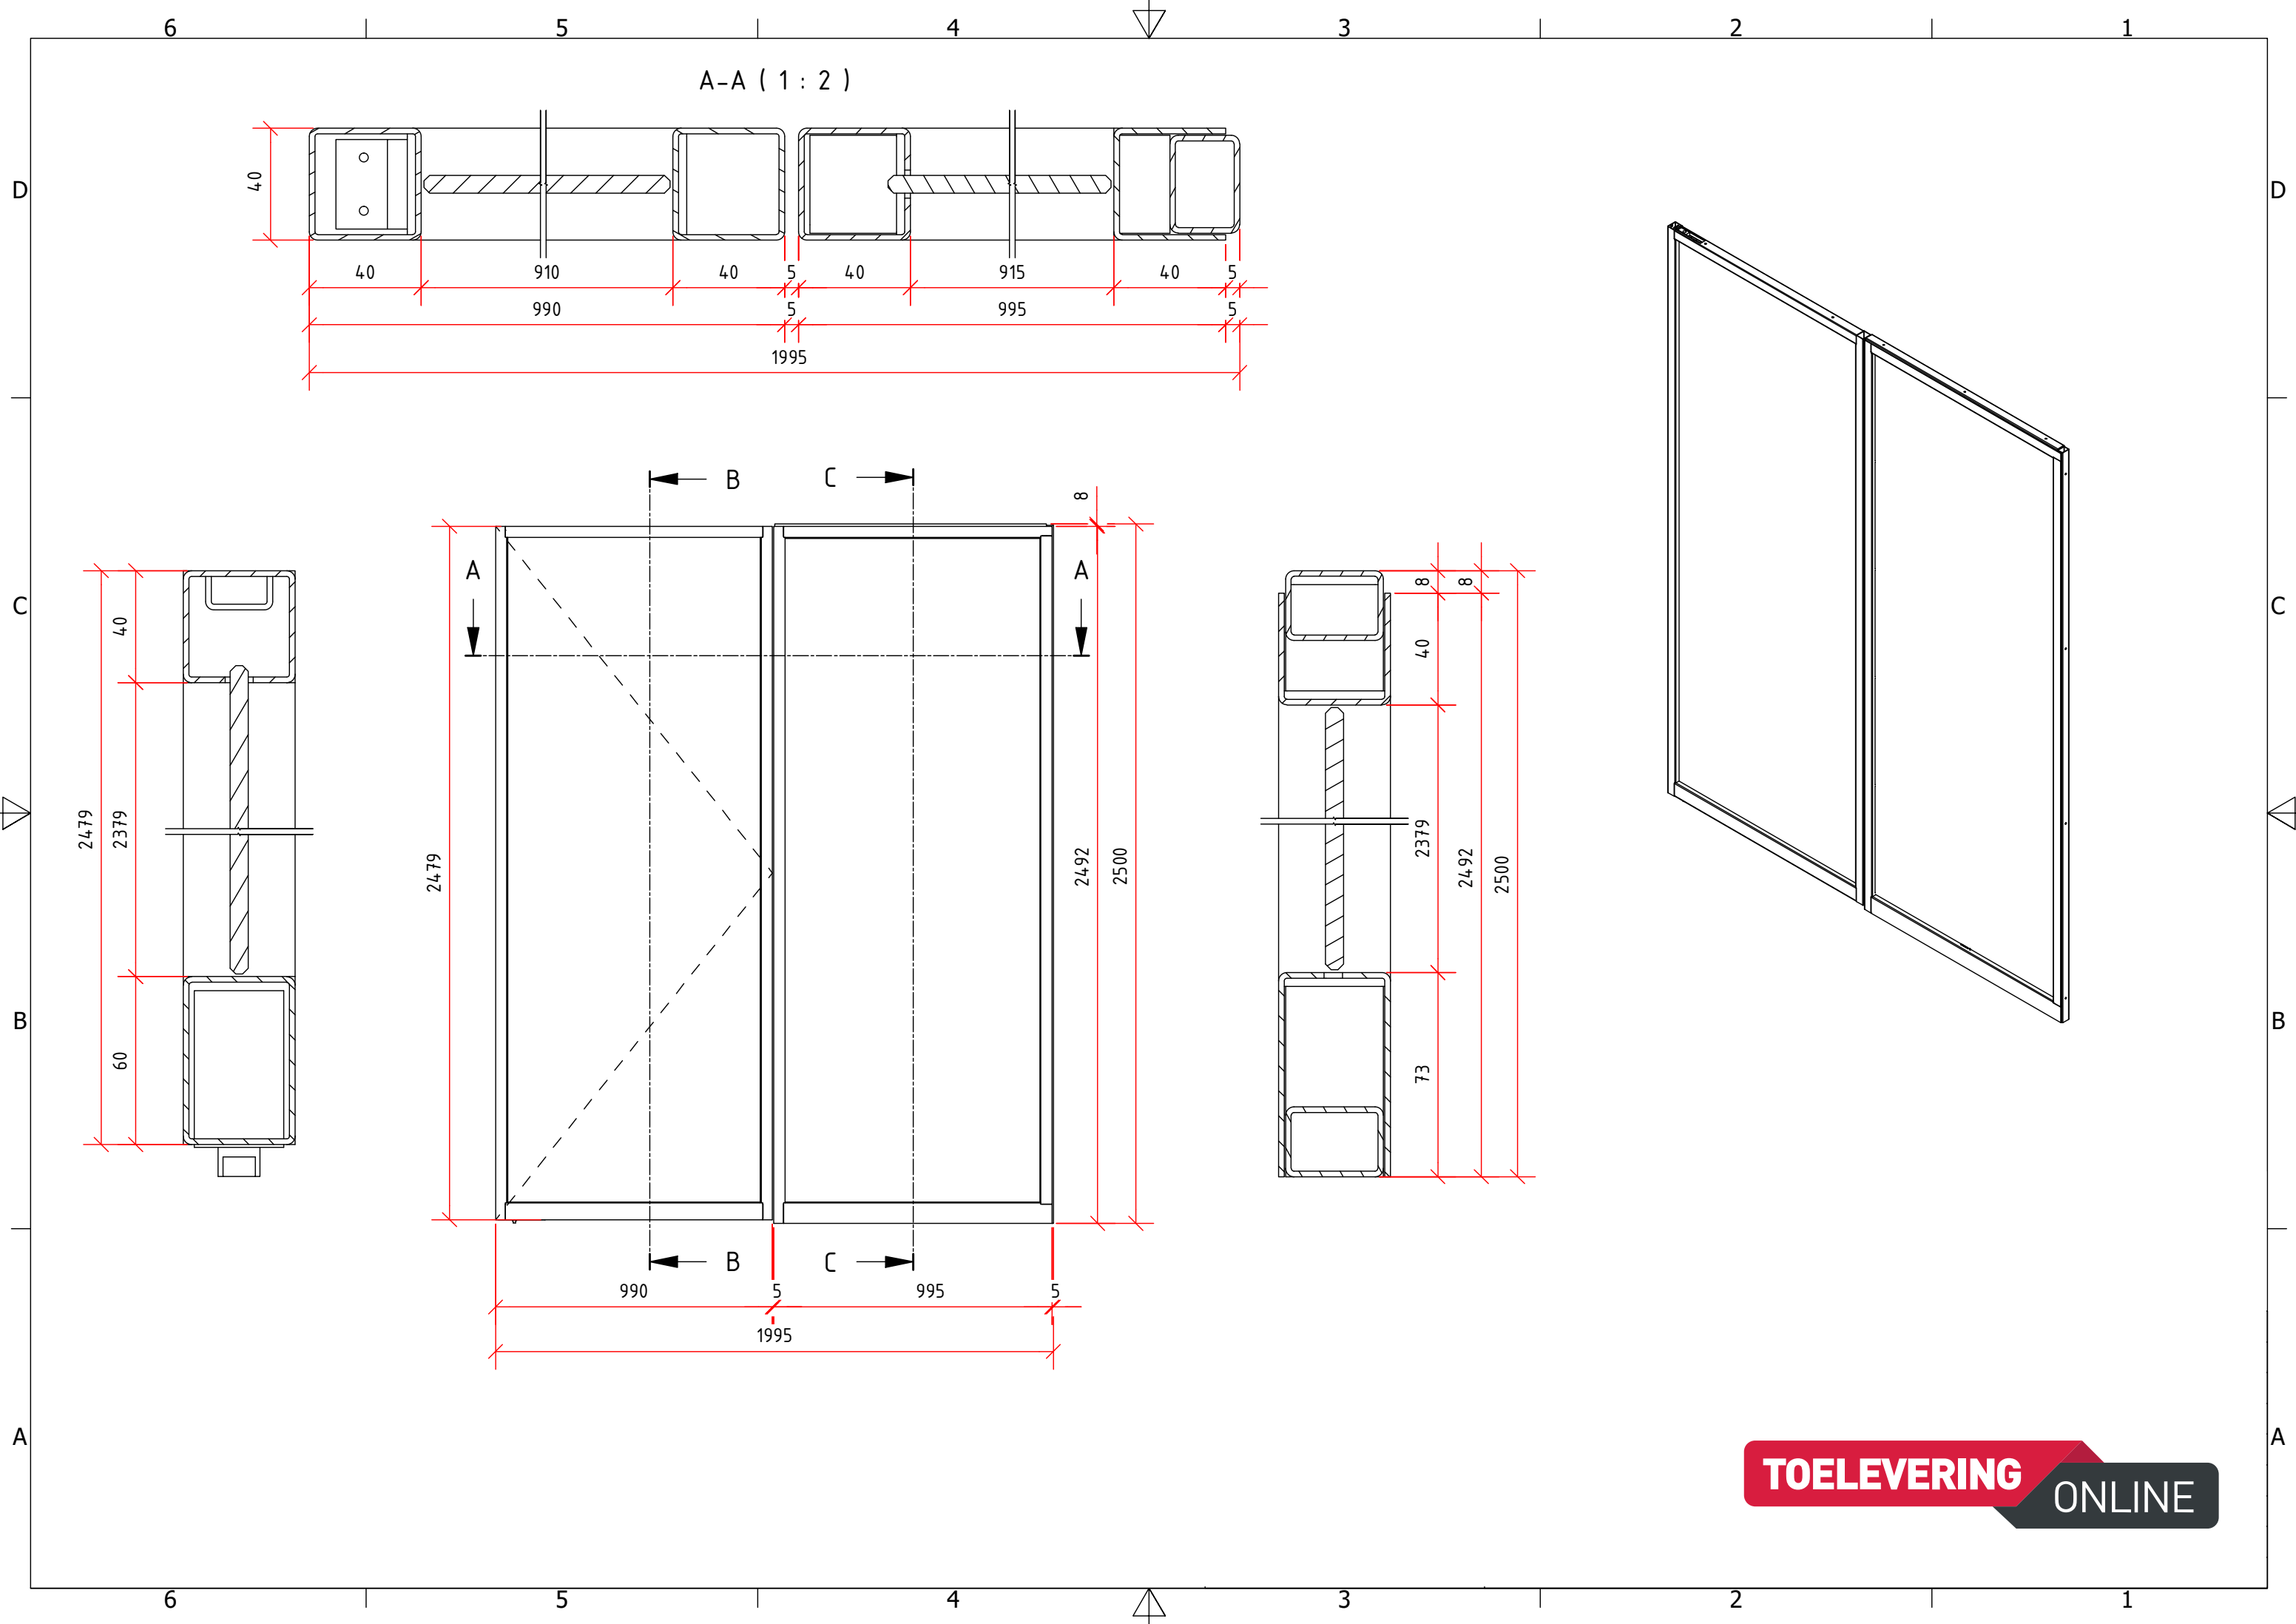 6 5 4 3 2 1
A-A ( 1 : 2 )
D D
40
40 910 40 5 40 915 40 5
990 5 995 5
1995
B C
8
A A
8 8
C C
40
40
2479 2379
2479
2492 2500
2379 2492 2500
B B
60
73
B C
990 5 995 5
1995
A A
TOELEVERING
ONLINE
6 5 4 3 2 1